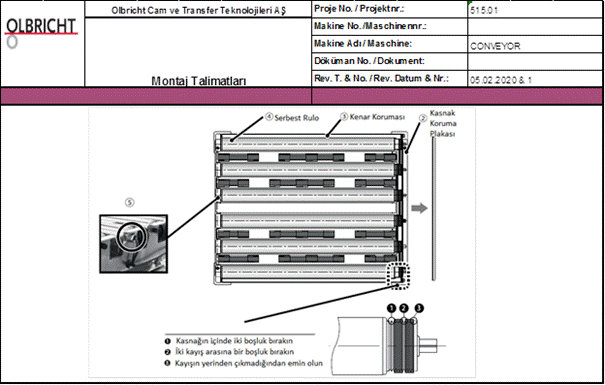 OLBRICHT
Olbricht Cam ve Transfer Teknolojileri AŞ
Montaj Talimatları
Proje No. / Projektnr.: 515.01
Makine No./Maschinennr.:
Makine Adı / Maschine: CONVEYOR
Döküman No. / Dokument:
Rev. T. & No. / Rev. Datum & Nr.: 05.02.2020 & 1
④ Serbest Rulo
③ Kenar Koruması
② Kasnak
Koruma
Plakası
⑤
❶ ❷ ❸
❶ Kasnağın içinde iki boşluk bırakın
❷ İki kayış arasına bir boşluk bırakın
❸ Kayışın yerinden çıkmadığından emin olun